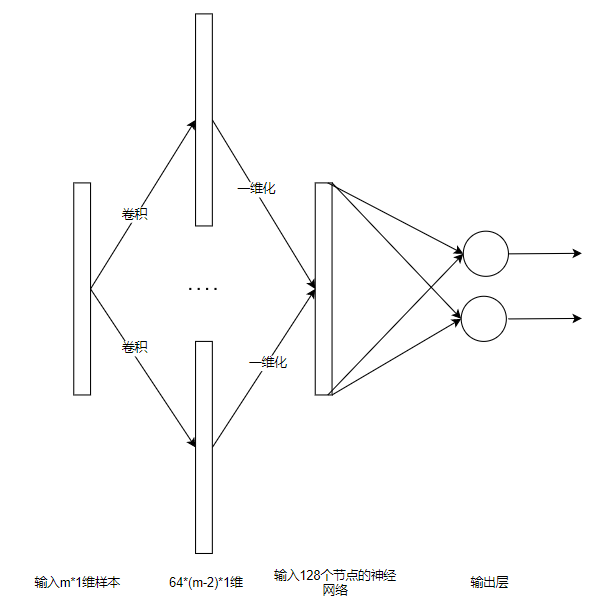 一维化
卷积
....
卷积
一维化
输入m*1维样本
64*(m-2)*1维
输入128个节点的神经
网络
输出层